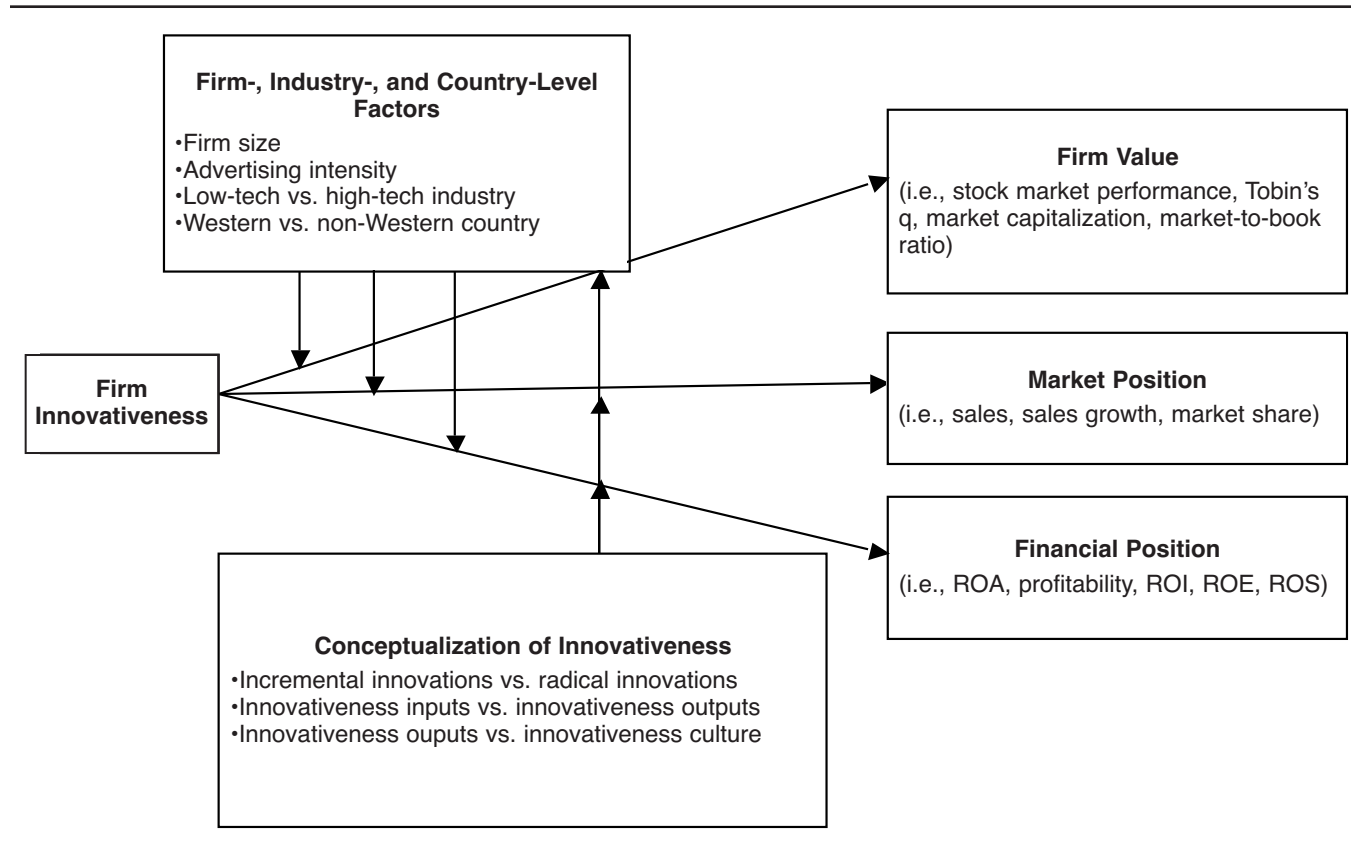 Firm-, Industry-, and Country-Level
Factors
•Firm size
•Advertising intensity
•Low-tech vs. high-tech industry
•Western vs. non-Western country
Firm Value
(i.e., stock market performance, Tobin's
q, market capitalization, market-to-book
ratio)
Firm
Innovativeness
Market Position
(i.e., sales, sales growth, market share)
Financial Position
(i.e., ROA, profitability, ROI, ROE, ROS)
Conceptualization of Innovativeness
•Incremental innovations vs. radical innovations
•Innovativeness inputs vs. innovativeness outputs
•Innovativeness ouputs vs. innovativeness culture